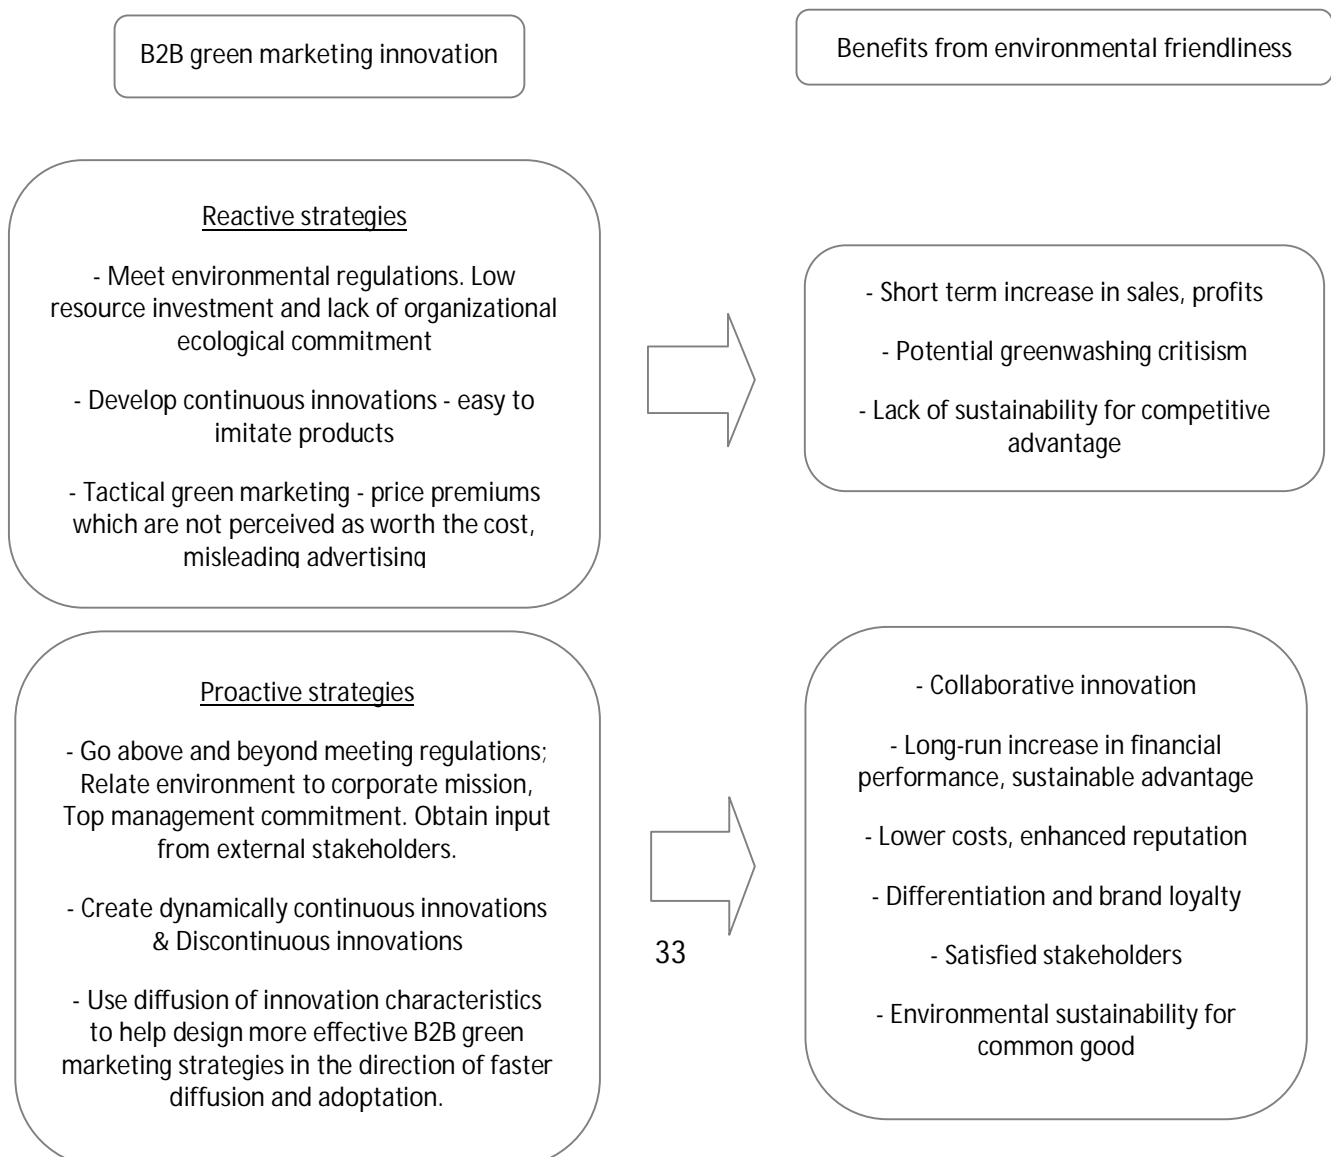 B2B green marketing innovation
Benefits from environmental friendliness
Reactive strategies
- Meet environmental regulations. Low
resource investment and lack of organizational
ecological commitment
- Develop continuous innovations - easy to
imitate products
- Tactical green marketing - price premiums
which are not perceived as worth the cost,
misleading advertising
- Short term increase in sales, profits
- Potential greenwashing critisism
- Lack of sustainability for competitive
advantage
Proactive strategies
- Go above and beyond meeting regulations;
Relate environment to corporate mission,
Top management commitment. Obtain input
from external stakeholders.
- Create dynamically continuous innovations
& Discontinuous innovations
- Use diffusion of innovation characteristics
to help design more effective B2B green
marketing strategies in the direction of faster
diffusion and adoptation.
33
- Collaborative innovation
- Long-run increase in financial
performance, sustainable advantage
- Lower costs, enhanced reputation
- Differentiation and brand loyalty
- Satisfied stakeholders
- Environmental sustainability for
common good